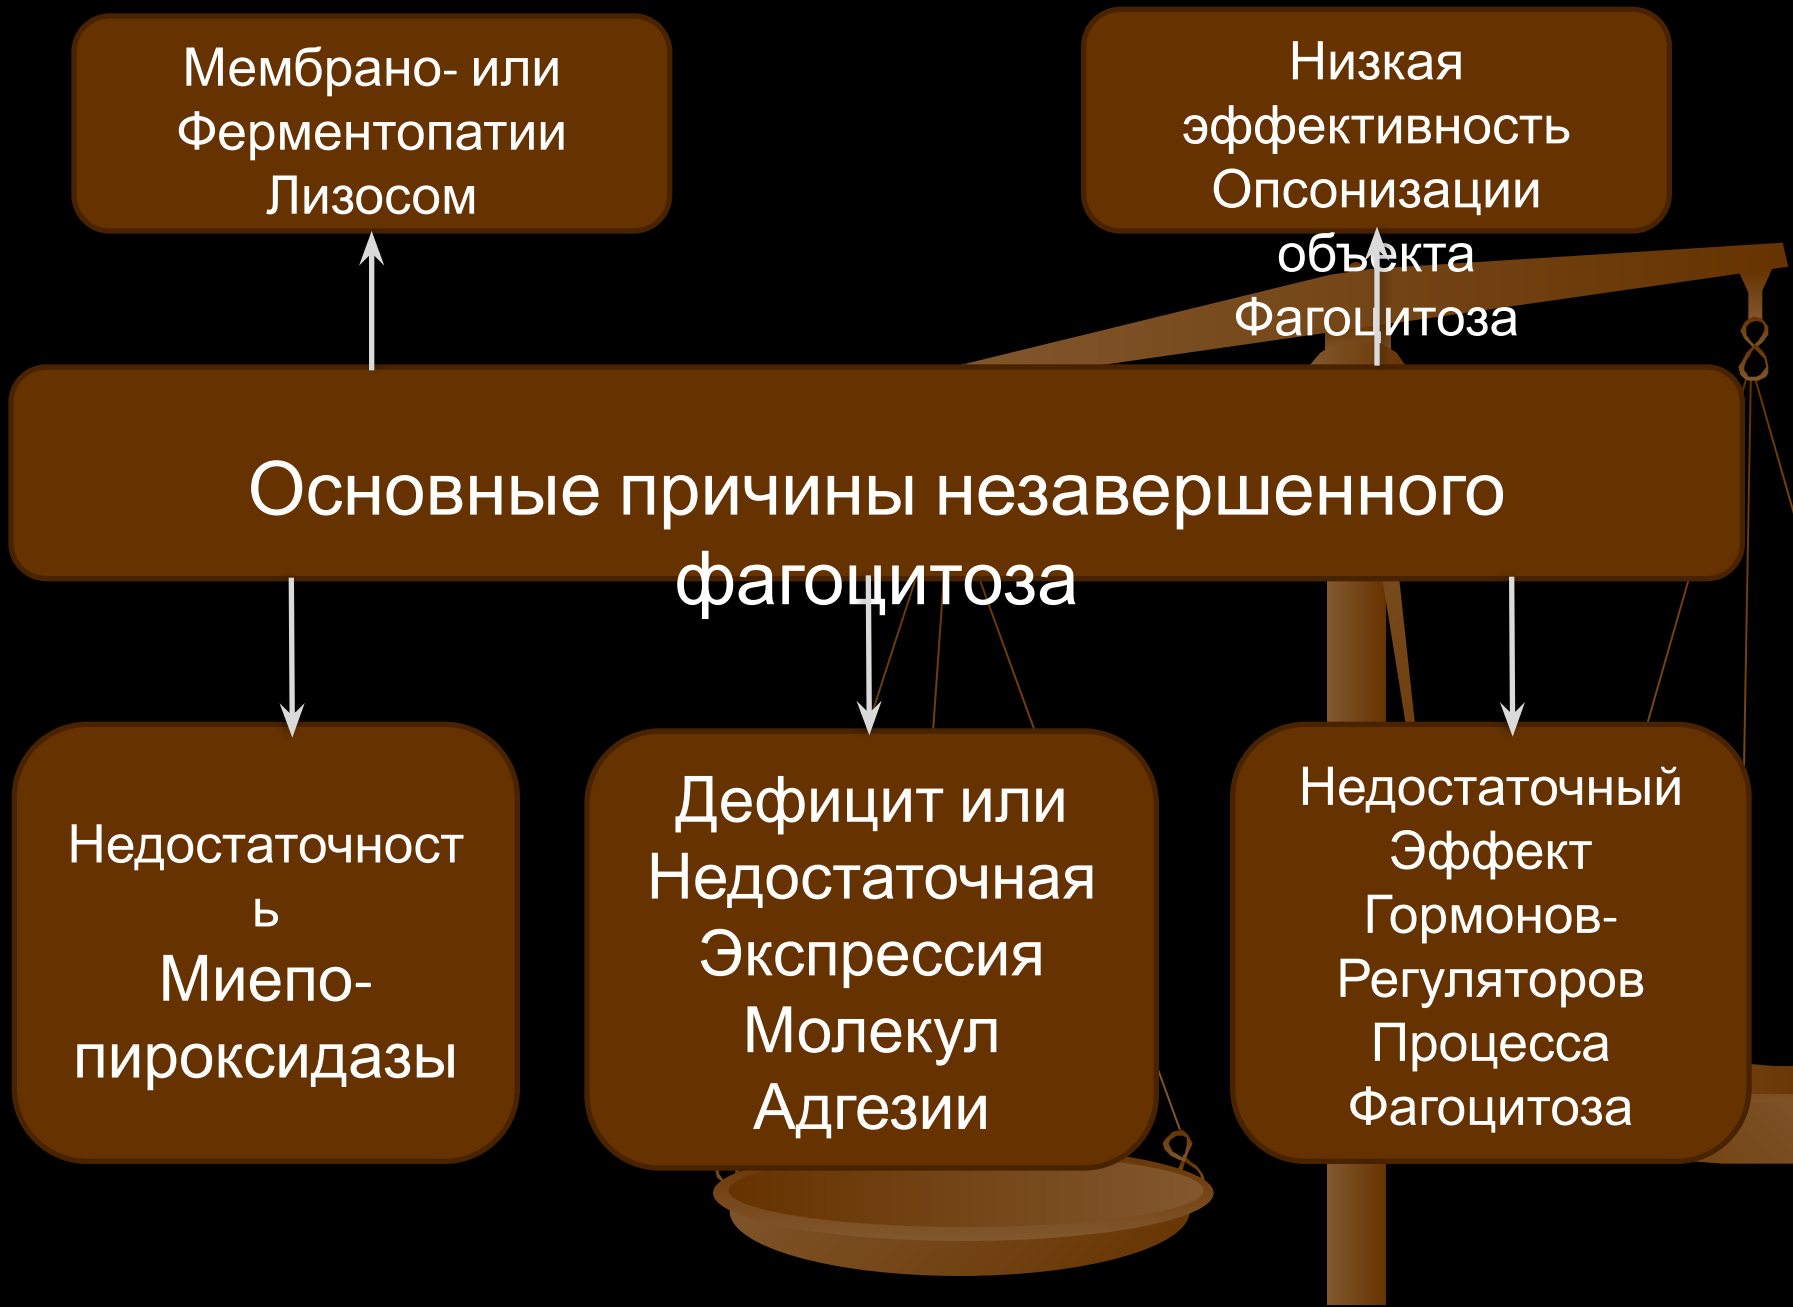 Мембрано- или
Ферментопатии
Лизосом
Низкая
эффективность
Опсонизации
объекта
Фагоцитоза
Основные причины незавершенного
фагоцитоза
Недостаточност
ь
Миепо-
пироксидазы
Дефицит или
Недостаточная
Экспрессия
Молекул
Адгезии
Недостаточный
Эффект
Гормонов-
Регуляторов
Процесса
Фагоцитоза